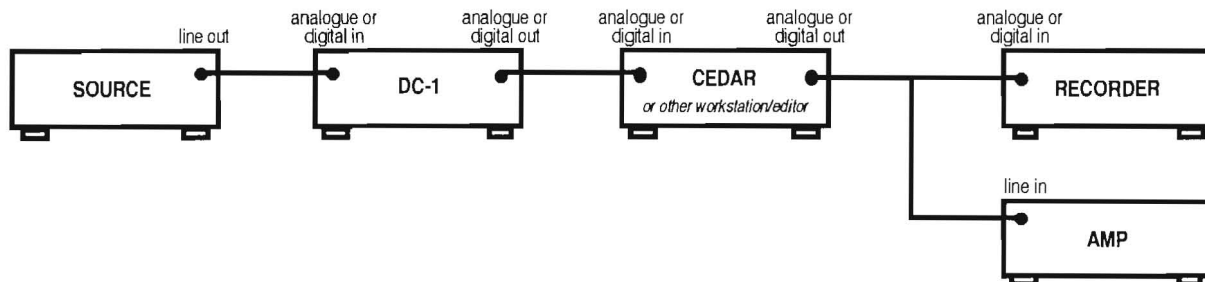 line out
analogue or
digital in
analogue or
digital out
analogue or
digital in
analogue or
digital out
analogue or
digital in
SOURCE
DC-1
CEDAR
or other workstation/editor
RECORDER
line in
AMP